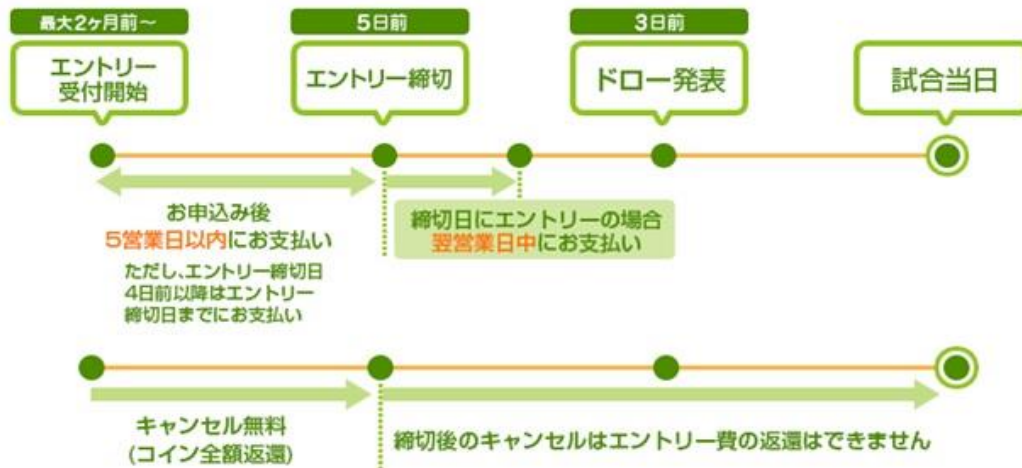 最大2ヶ月前～
エントリー
受付開始
5日前
エントリー締切
3日前
ドロー発表
試合当日
お申込み後
5営業日以内にお支払い
ただし、エントリー締切日
4日前以降はエントリー
締切日までにお支払い
締切日にエントリーの場合
翌営業日中にお支払い
キャンセル無料
(コイン全額返還)
締切後のキャンセルはエントリー費の返還はできません